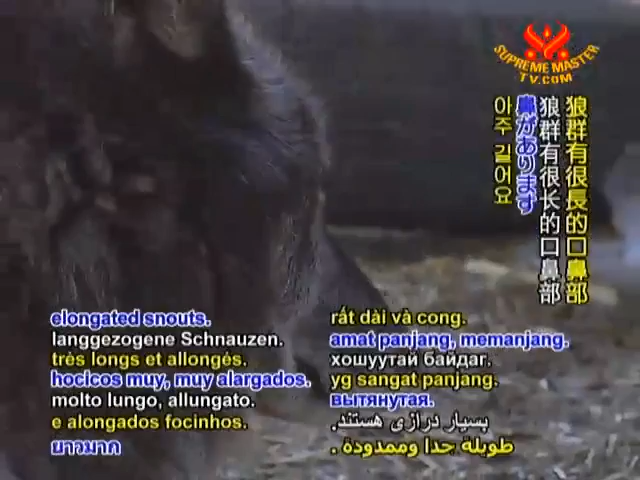 SUPREME MASTER
TV.COM
狼群有很長的口鼻部
狼群有很长的口鼻部
鼻があります
아주 길어요
elongated snouts.
langgezogene Schnauzen.
très longs et allongés.
hocicos muy, muy alargados.
molto lungo, allungato.
e alongados focinhos.
ยาวมาก
rất dài và cong.
amat panjang, memanjang.
хошуутай байдаг.
yg sangat panjang.
вытянутая.
بسیار درازی هستند.
طويلة جدا وممدودة .